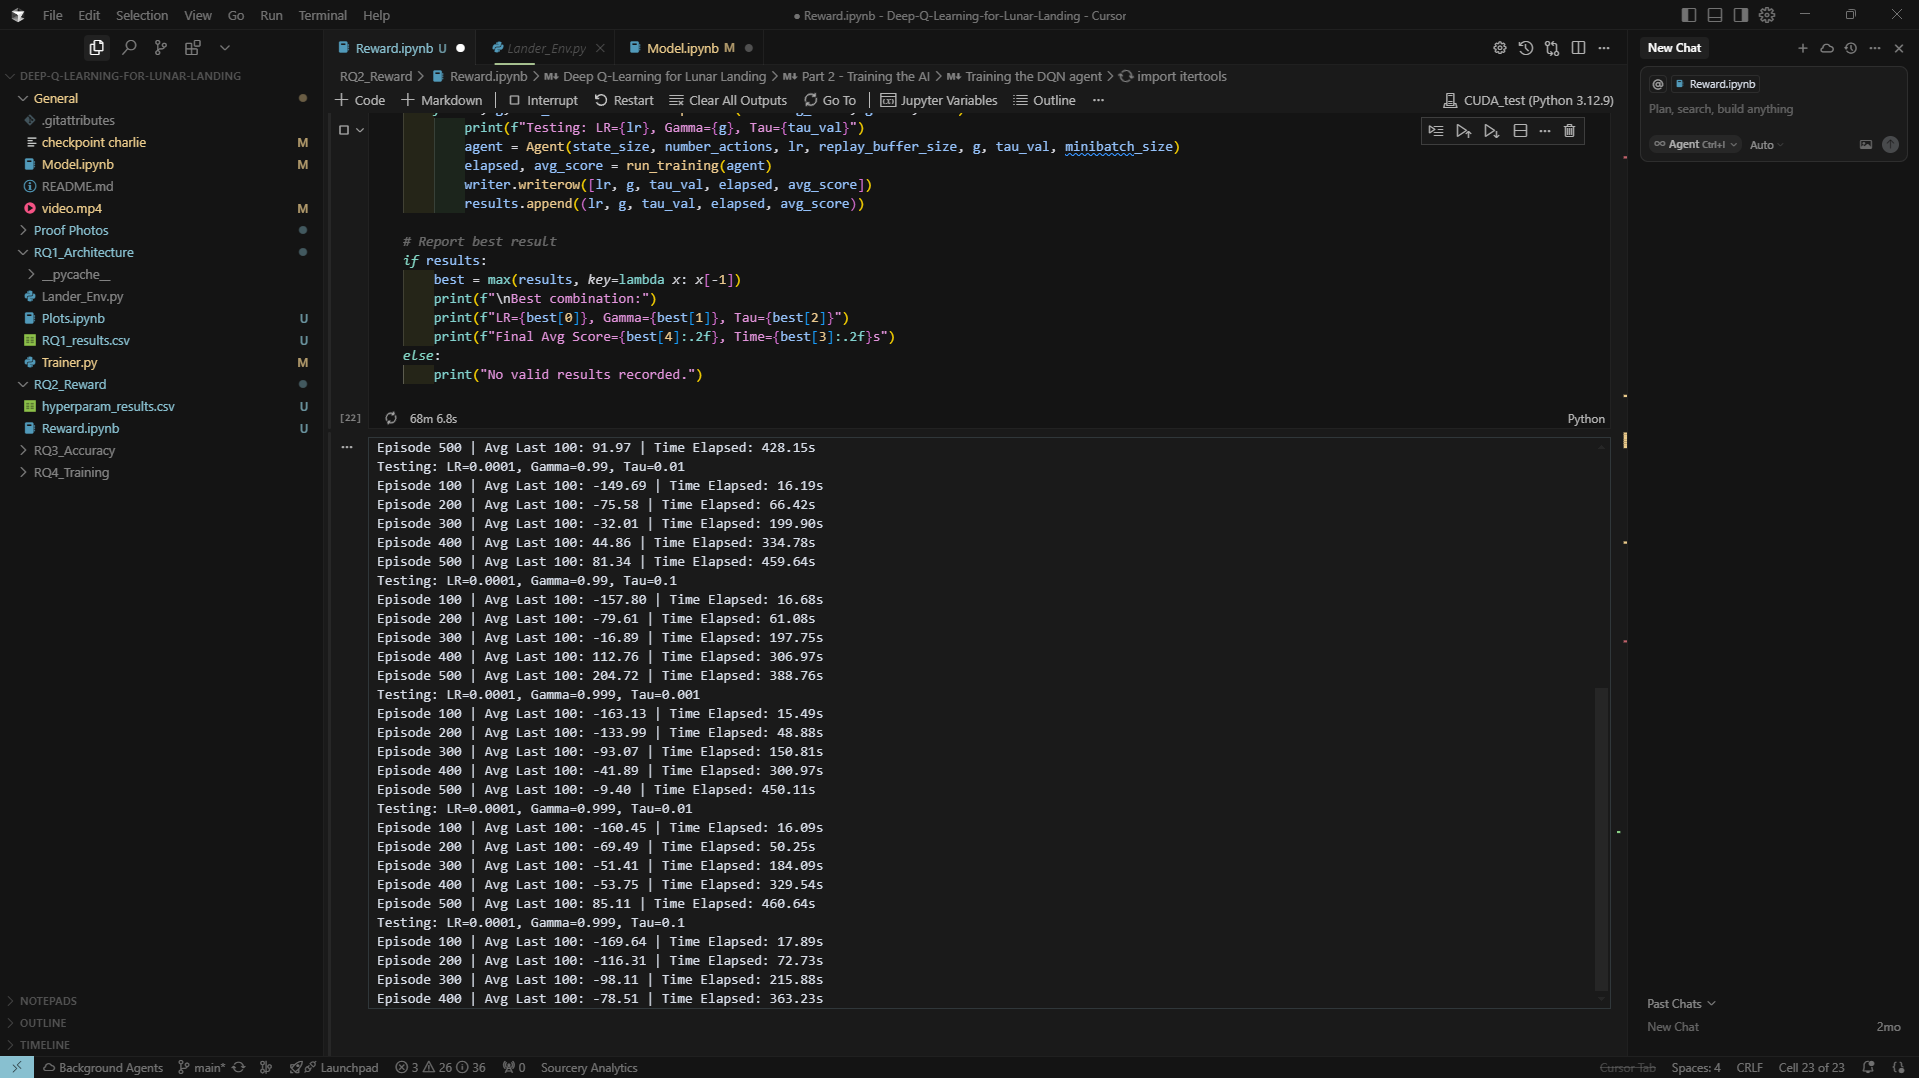 File Edit Selection View Go Run Terminal Help
● Reward.ipynb - Deep-Q-Learning-for-Lunar-Landing - Cursor
DEEP-Q-LEARNING-FOR-LUNAR-LANDING
General
.gitattributes
checkpoint charlie M
Model.ipynb M
README.md
video.mp4 M
Proof Photos
RQ1_Architecture
__pycache__
Lander_Env.py
Plots.ipynb U
RQ1_results.csv U
Trainer.py M
RQ2_Reward
hyperparam_results.csv U
Reward.ipynb U
RQ3_Accuracy
RQ4_Training
NOTEPADS
OUTLINE
TIMELINE
Reward.ipynb U Lander_Env.py Model.ipynb M
RQ2_Reward > Reward.ipynb > M↓ Deep Q-Learning for Lunar Landing > M↓ Part 2 - Training the AI > M↓ Training the DQN agent > import itertools
Code Markdown Interrupt Restart Clear All Outputs Go To Jupyter Variables Outline ... CUDA_test (Python 3.12.9)
print(f"Testing: LR={lr}, Gamma={g}, Tau={tau_val}")
agent = Agent(state_size, number_actions, lr, replay_buffer_size, g, tau_val, minibatch_size)
elapsed, avg_score = run_training(agent)
writer.writerow([lr, g, tau_val, elapsed, avg_score])
results.append((lr, g, tau_val, elapsed, avg_score))
# Report best result
if results:
best = max(results, key=lambda x: x[-1])
print(f"\nBest combination:")
print(f"LR={best[0]}, Gamma={best[1]}, Tau={best[2]}")
print(f"Final Avg Score={best[4]:.2f}, Time={best[3]:.2f}s")
else:
print("No valid results recorded.")
[22] 68m 6.8s Python
Episode 500 | Avg Last 100: 91.97 | Time Elapsed: 428.15s
Testing: LR=0.0001, Gamma=0.99, Tau=0.01
Episode 100 | Avg Last 100: -149.69 | Time Elapsed: 16.19s
Episode 200 | Avg Last 100: -75.58 | Time Elapsed: 66.42s
Episode 300 | Avg Last 100: -32.01 | Time Elapsed: 199.90s
Episode 400 | Avg Last 100: 44.86 | Time Elapsed: 334.78s
Episode 500 | Avg Last 100: 81.34 | Time Elapsed: 459.64s
Testing: LR=0.0001, Gamma=0.99, Tau=0.1
Episode 100 | Avg Last 100: -157.80 | Time Elapsed: 16.68s
Episode 200 | Avg Last 100: -79.61 | Time Elapsed: 61.08s
Episode 300 | Avg Last 100: -16.89 | Time Elapsed: 197.75s
Episode 400 | Avg Last 100: 112.76 | Time Elapsed: 306.97s
Episode 500 | Avg Last 100: 204.72 | Time Elapsed: 388.76s
Testing: LR=0.0001, Gamma=0.999, Tau=0.001
Episode 100 | Avg Last 100: -163.13 | Time Elapsed: 15.49s
Episode 200 | Avg Last 100: -133.99 | Time Elapsed: 48.88s
Episode 300 | Avg Last 100: -93.07 | Time Elapsed: 150.81s
Episode 400 | Avg Last 100: -41.89 | Time Elapsed: 300.97s
Episode 500 | Avg Last 100: -9.40 | Time Elapsed: 450.11s
Testing: LR=0.0001, Gamma=0.999, Tau=0.01
Episode 100 | Avg Last 100: -160.45 | Time Elapsed: 16.09s
Episode 200 | Avg Last 100: -69.49 | Time Elapsed: 50.25s
Episode 300 | Avg Last 100: -51.41 | Time Elapsed: 184.09s
Episode 400 | Avg Last 100: -53.75 | Time Elapsed: 329.54s
Episode 500 | Avg Last 100: 85.11 | Time Elapsed: 460.64s
Testing: LR=0.0001, Gamma=0.999, Tau=0.1
Episode 100 | Avg Last 100: -169.64 | Time Elapsed: 17.89s
Episode 200 | Avg Last 100: -116.31 | Time Elapsed: 72.73s
Episode 300 | Avg Last 100: -98.11 | Time Elapsed: 215.88s
Episode 400 | Avg Last 100: -78.51 | Time Elapsed: 363.23s
New Chat
@ Reward.ipynb
Plan, search, build anything
∞ Agent Ctrl+I Auto
Past Chats
New Chat 2mo
Background Agents main* Launchpad 3 26 36 0 Sourcery Analytics
Cursor Tab Spaces: 4 CRLF Cell 23 of 23